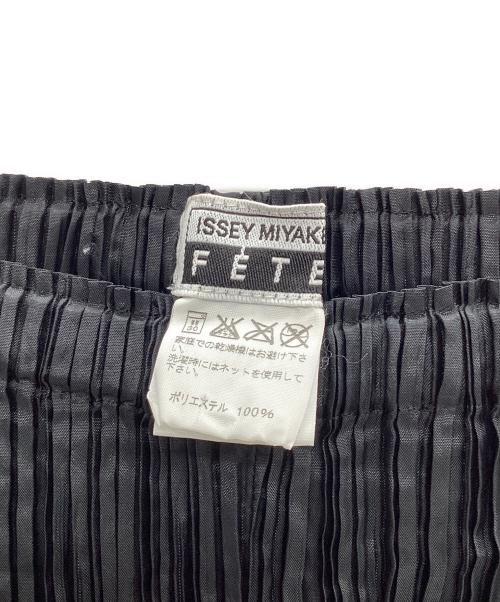 ISSEY MIYAKE
FÊTE
30
家庭での乾燥機はお避け下さ
い。
洗濯時にはネットを使用して
下さい。
ポリエステル 100%